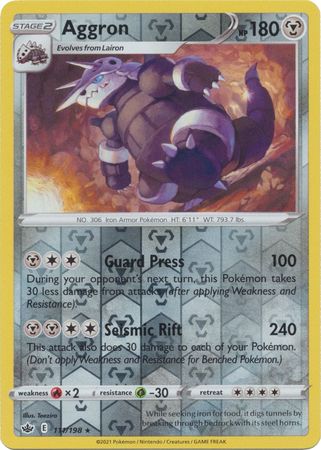 STAGE 2
Aggron
HP 180
Evolves from Lairon
NO. 306 Iron Armor Pokémon HT: 6'11" WT: 793.7 lbs.
Guard Press 100
During your opponent's next turn, this Pokémon takes
30 less damage from attacks (after applying Weakness and
Resistance).
Seismic Rift 240
This attack also does 30 damage to each of your Pokémon.
(Don't apply Weakness and Resistance for Benched Pokémon.)
weakness ×2 resistance -30 retreat
Illus. Teeziro
E 111/198 ★
While seeking iron for food, it digs tunnels by
breaking through bedrock with its steel horns.
©2021 Pokémon / Nintendo / Creatures / GAME FREAK